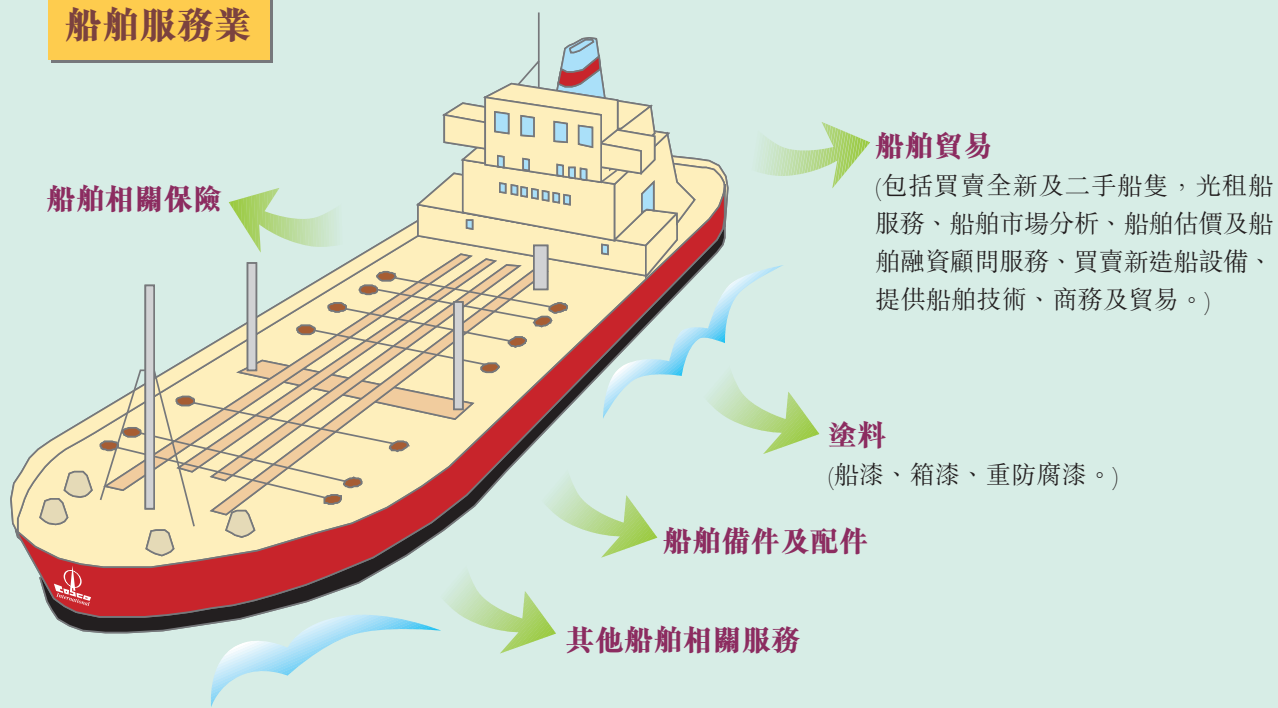 船舶服務業
船舶相關保險
船舶貿易
(包括買賣全新及二手船隻，光租船
服務、船舶市場分析、船舶估價及船
舶融資顧問服務、買賣新造船設備、
提供船舶技術、商務及貿易。)
塗料
(船漆、箱漆、重防腐漆。)
船舶備件及配件
其他船舶相關服務
COSCO
International